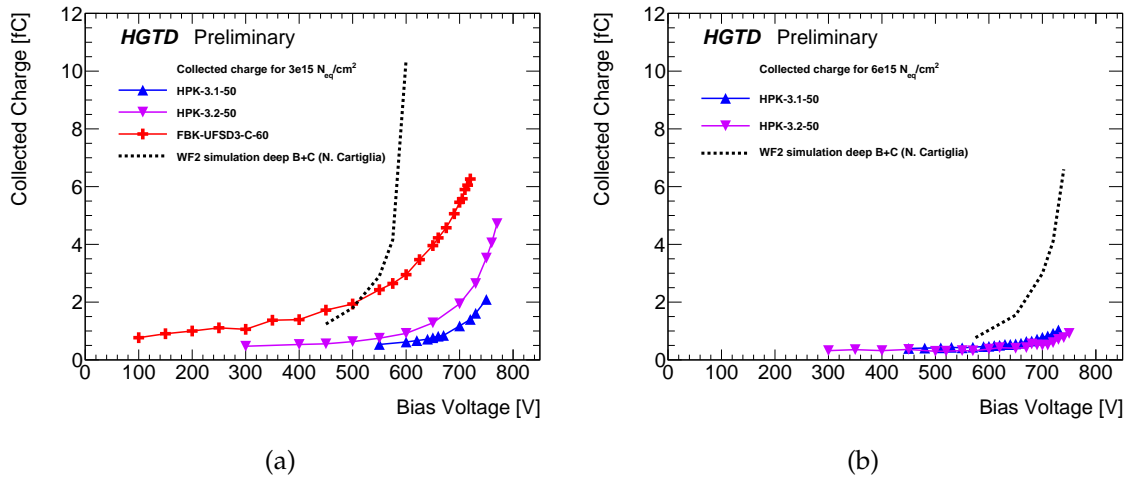 HGTD Preliminary
Collected charge for 3e15 N_eq/cm²
HPK-3.1-50
HPK-3.2-50
FBK-UFSD3-C-60
WF2 simulation deep B+C (N. Cartiglia)
Collected Charge [fC]
12
10
8
6
4
2
0
0 100 200 300 400 500 600 700 800
Bias Voltage [V]
(a)
HGTD Preliminary
Collected charge for 6e15 N_eq/cm²
HPK-3.1-50
HPK-3.2-50
WF2 simulation deep B+C (N. Cartiglia)
Collected Charge [fC]
12
10
8
6
4
2
0
0 100 200 300 400 500 600 700 800
Bias Voltage [V]
(b)